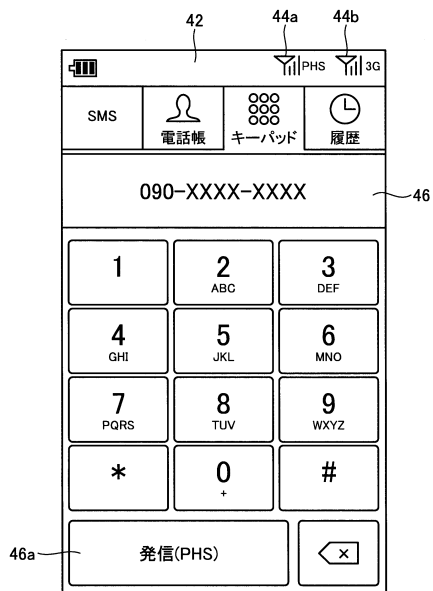 42
44a
44b
PHS
3G
SMS
電話帳
キーパッド
履歴
090-XXXX-XXXX
46
1
2
3
ABC
DEF
4
5
6
GHI
JKL
MNO
7
8
9
PQRS
TUV
WXYZ
*
0
#
+
46a
発信(PHS)
×